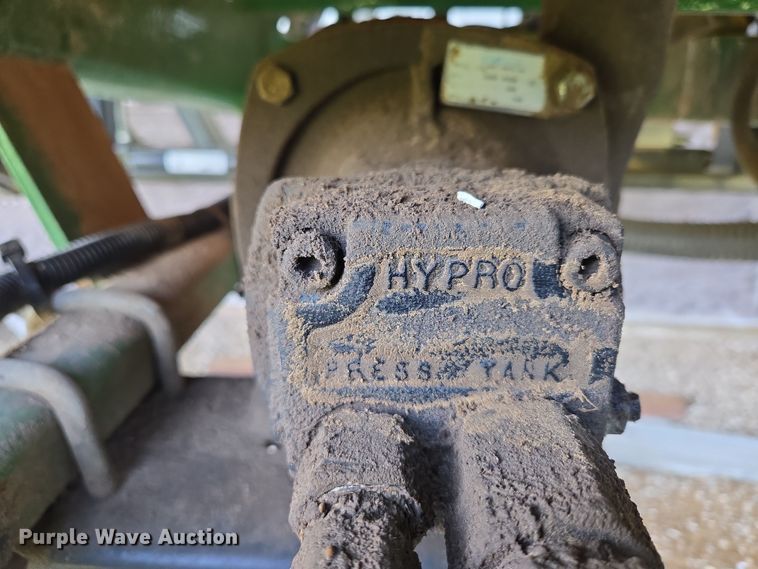 HYPRO
PRESS TANK
Purple Wave Auction